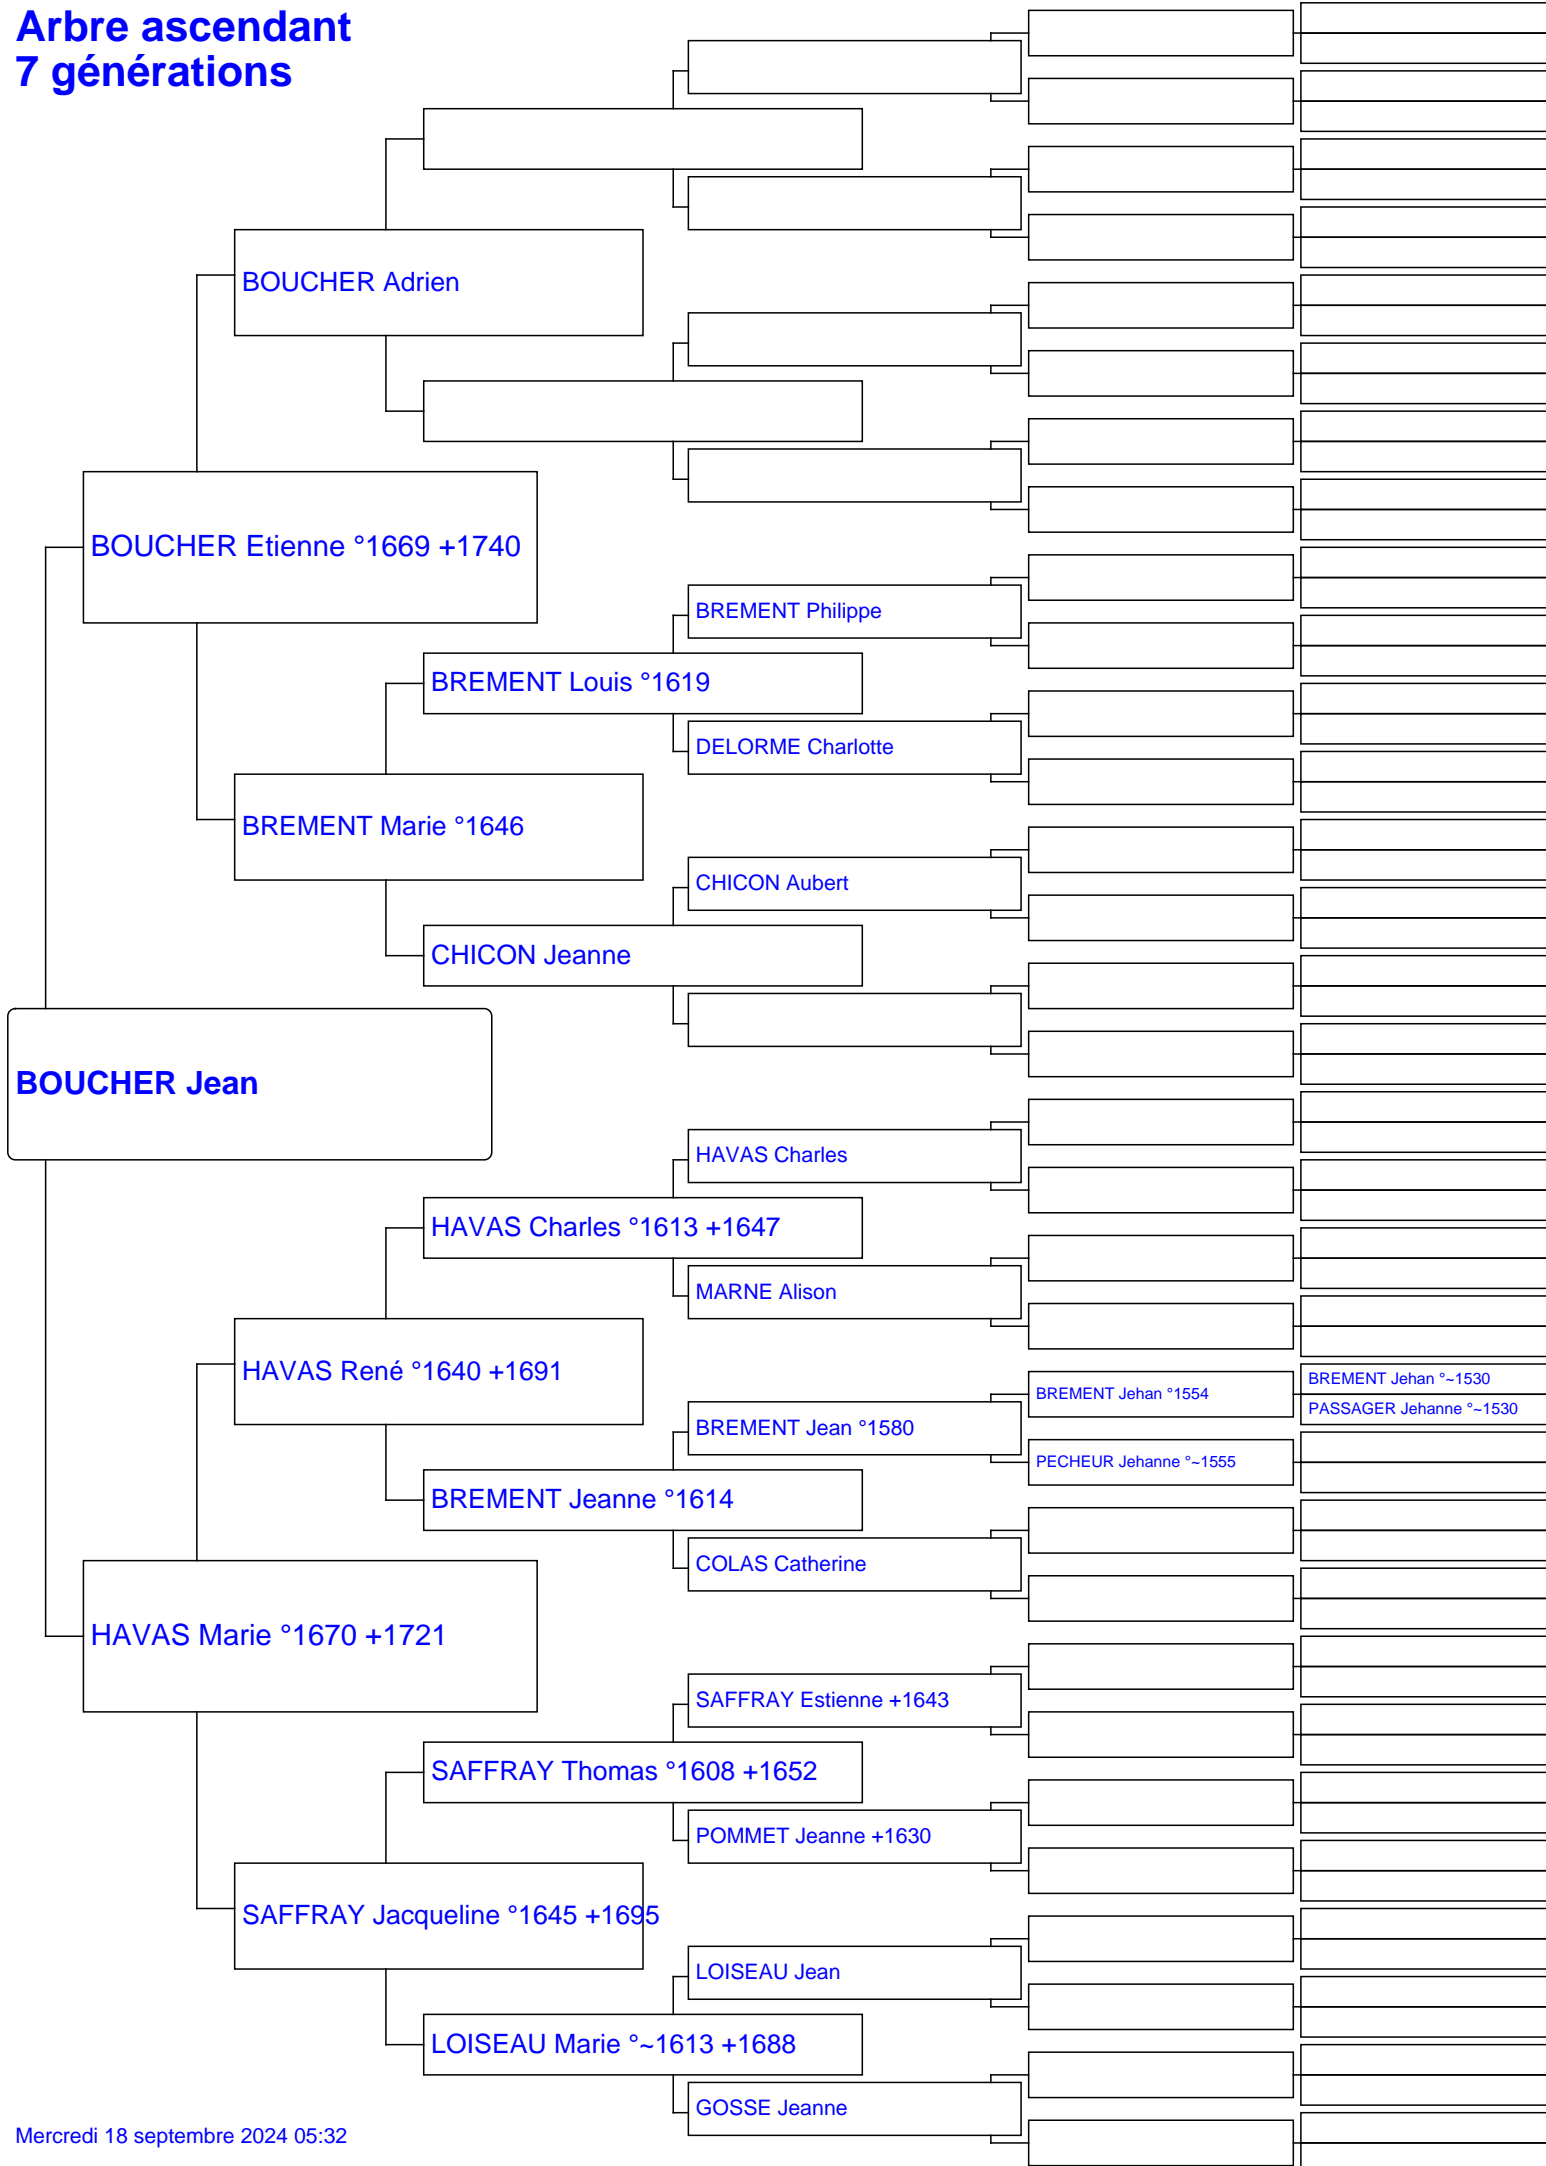 Arbre ascendant
7 générations
BOUCHER Adrien
BOUCHER Etienne °1669 +1740
BREMENT Philippe
BREMENT Louis °1619
DELORME Charlotte
BREMENT Marie °1646
CHICON Aubert
CHICON Jeanne
BOUCHER Jean
HAVAS Charles
HAVAS Charles °1613 +1647
MARNE Alison
HAVAS René °1640 +1691
BREMENT Jehan °~1530
BREMENT Jehan °1554
PASSAGER Jehanne °~1530
BREMENT Jean °1580
PECHEUR Jehanne °~1555
BREMENT Jeanne °1614
COLAS Catherine
HAVAS Marie °1670 +1721
SAFFRAY Estienne +1643
SAFFRAY Thomas °1608 +1652
POMMET Jeanne +1630
SAFFRAY Jacqueline °1645 +1695
LOISEAU Jean
LOISEAU Marie °~1613 +1688
GOSSE Jeanne
Mercredi 18 septembre 2024 05:32